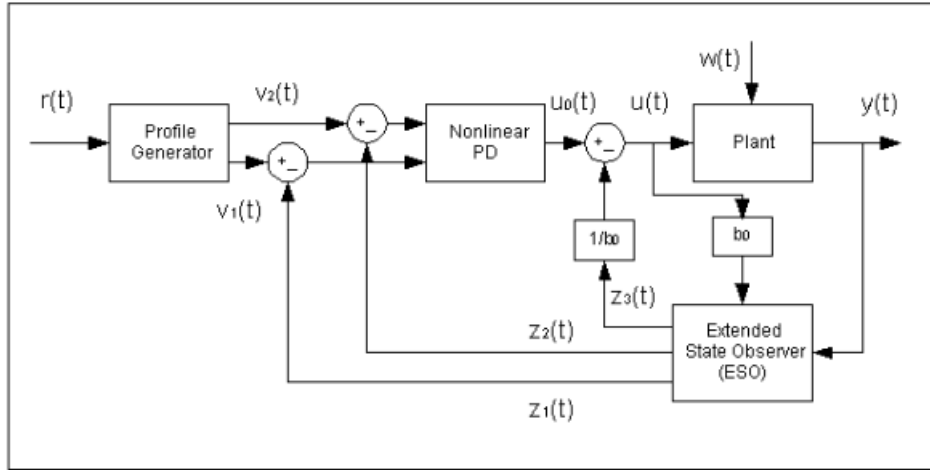 w(t)
r(t)
v₂(t)
u₀(t)
u(t)
y(t)
Profile
Generator
+
−
Nonlinear
PD
+
−
Plant
+
−
v₁(t)
1/b₀
b₀
z₃(t)
z₂(t)
Extended
State Observer
(ESO)
z₁(t)